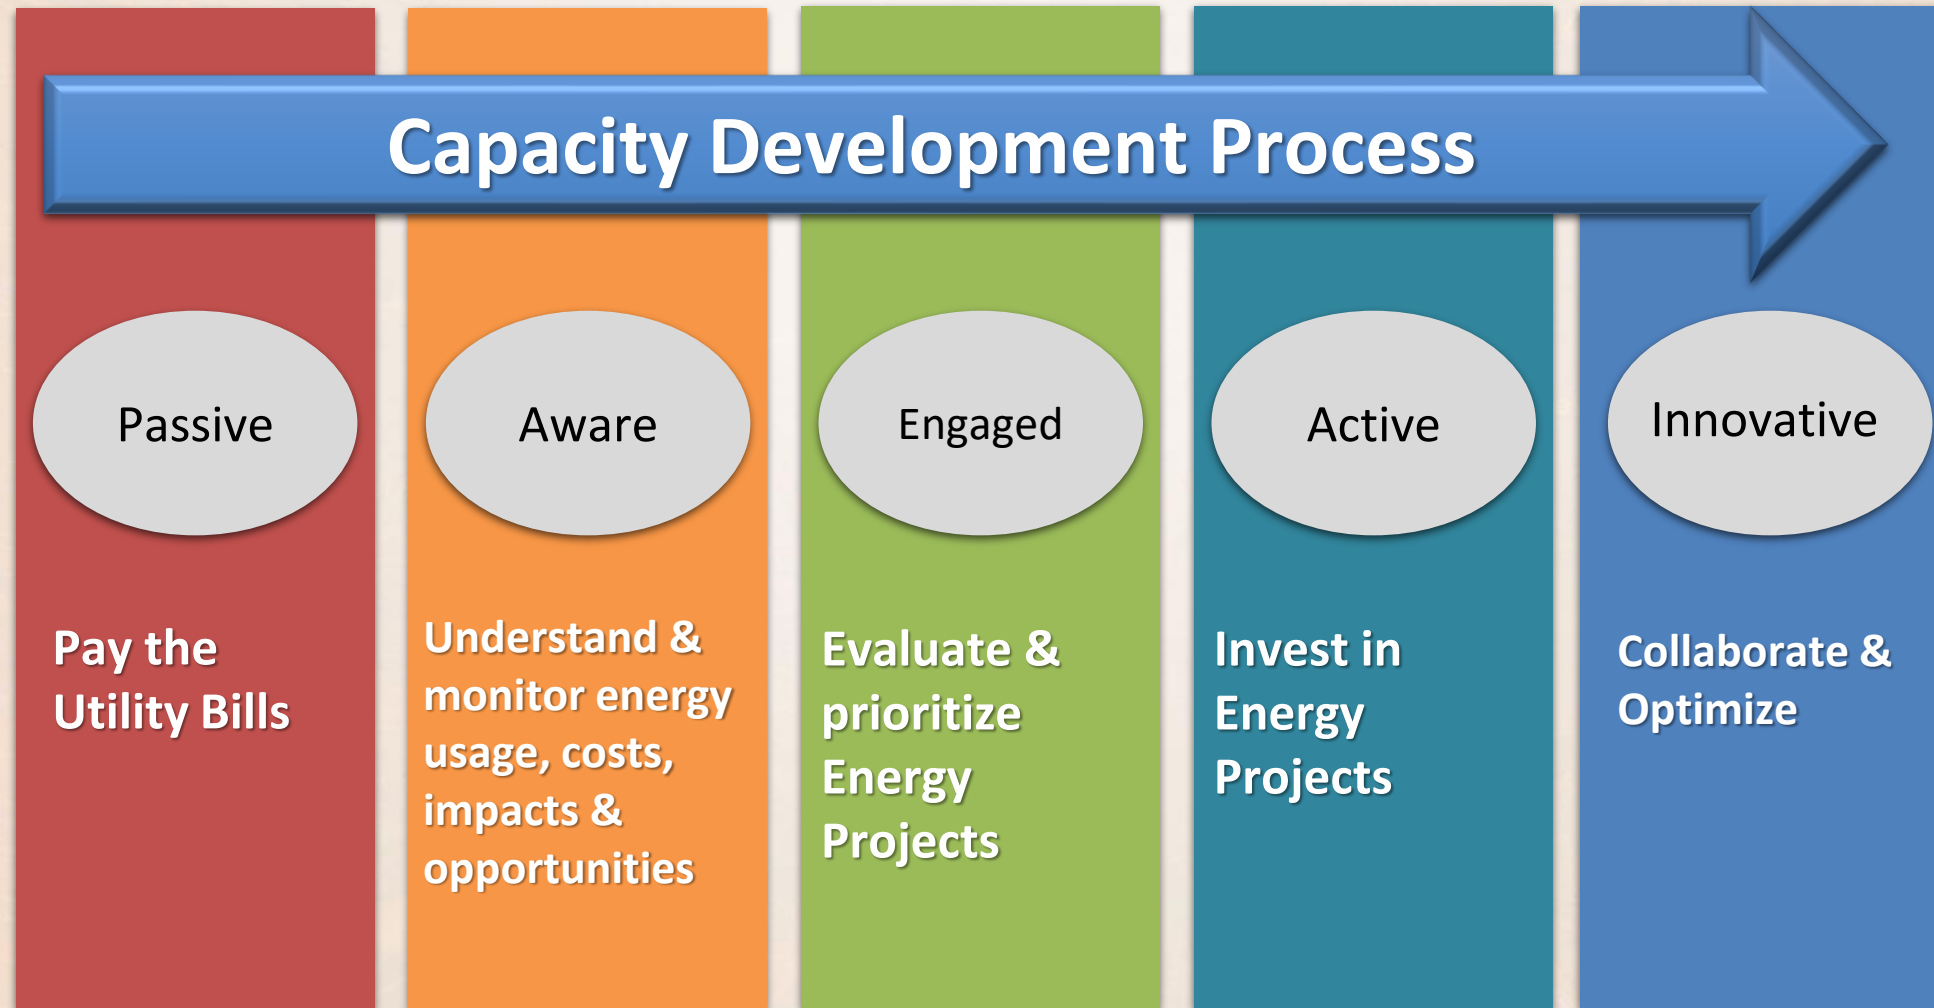 Capacity Development Process
Passive
Aware
Engaged
Active
Innovative
Pay the
Utility Bills
Understand &
monitor energy
usage, costs,
impacts &
opportunities
Evaluate &
prioritize
Energy
Projects
Invest in
Energy
Projects
Collaborate &
Optimize